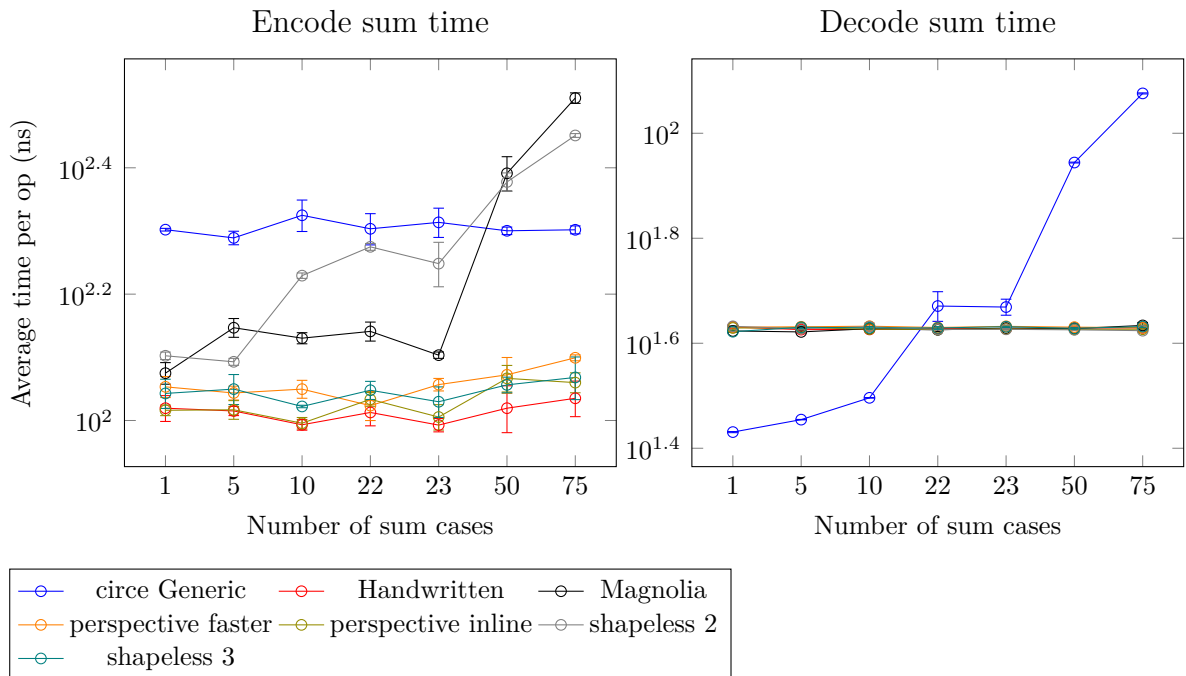 Encode sum time
Decode sum time
Average time per op (ns)
10^2.4
10^2.2
10^2
1 5 10 22 23 50 75
Number of sum cases
10^2
10^1.8
10^1.6
10^1.4
1 5 10 22 23 50 75
Number of sum cases
circe Generic Handwritten Magnolia
perspective faster perspective inline shapeless 2
shapeless 3